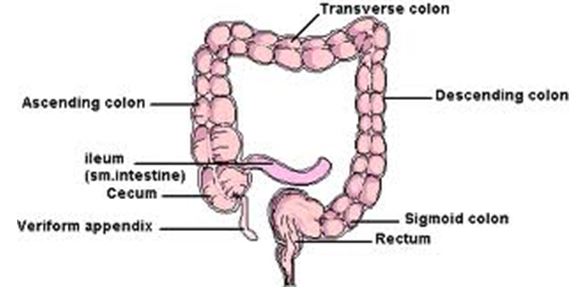 Transverse colon
Ascending colon
Descending colon
ileum
(sm.intestine)
Cecum
Veriform appendix
Sigmoid colon
Rectum